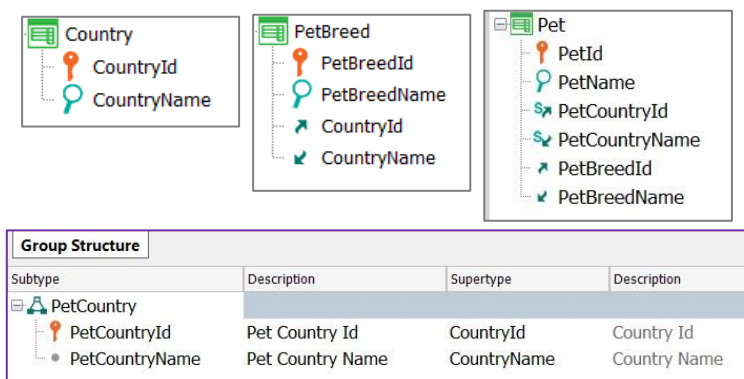 Country
CountryId
CountryName
PetBreed
PetBreedId
PetBreedName
CountryId
CountryName
Pet
PetId
PetName
S PetCountryId
S PetCountryName
PetBreedId
PetBreedName
Group Structure
Subtype Description Supertype Description
PetCountry
PetCountryId Pet Country Id CountryId Country Id
PetCountryName Pet Country Name CountryName Country Name